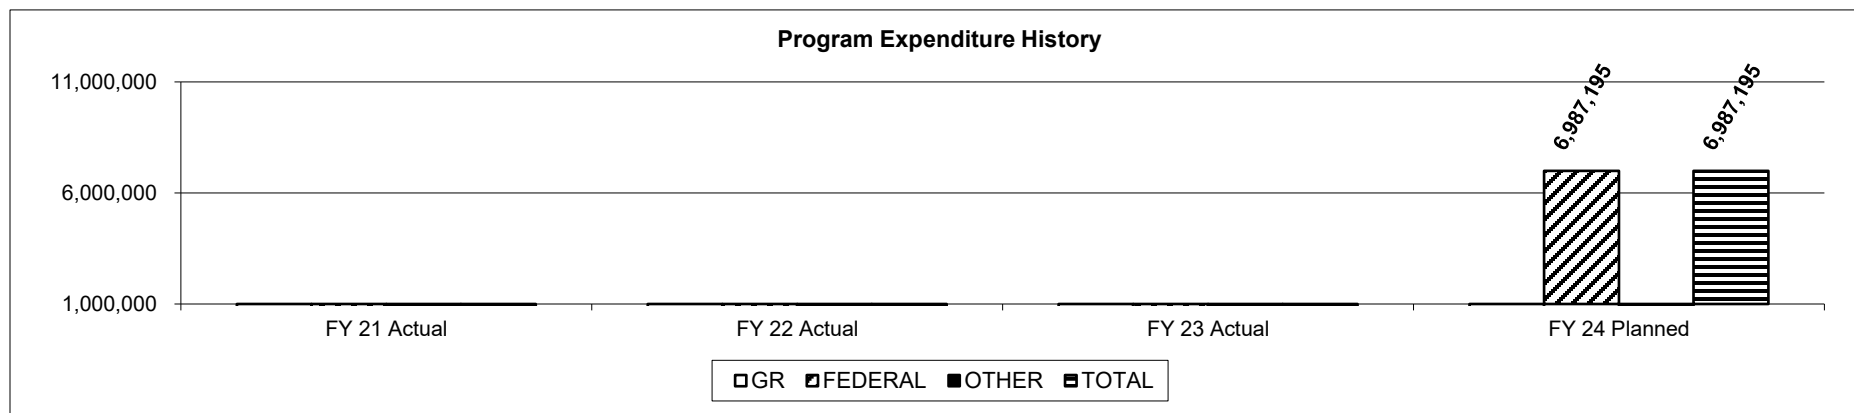 Program Expenditure History
11,000,000
6,000,000
1,000,000
6,987,195
6,987,195
FY 21 Actual
FY 22 Actual
FY 23 Actual
FY 24 Planned
GR FEDERAL OTHER TOTAL